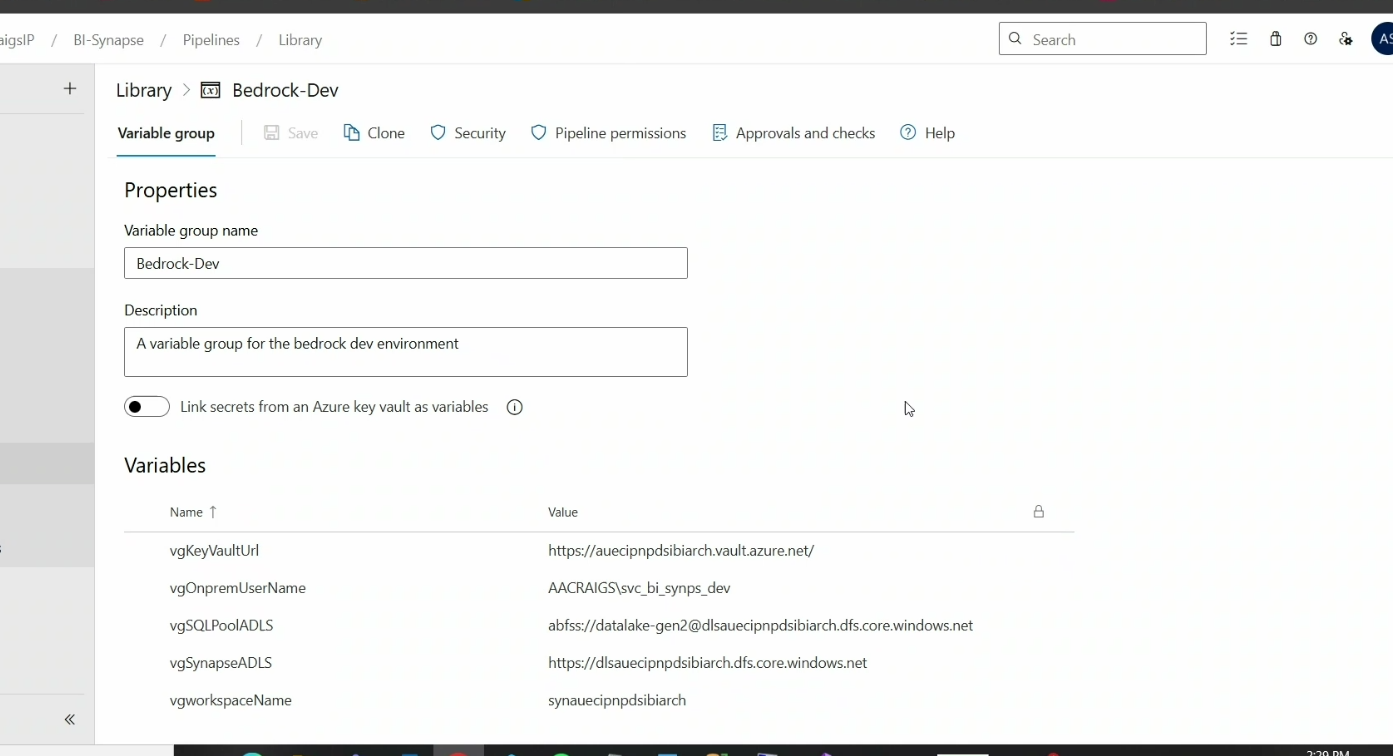 aigsIP / BI-Synapse / Pipelines / Library
Search
AS
Library > Bedrock-Dev
Variable group
Save
Clone
Security
Pipeline permissions
Approvals and checks
Help
Properties
Variable group name
Bedrock-Dev
Description
A variable group for the bedrock dev environment
Link secrets from an Azure key vault as variables
Variables
Name ↑ Value
vgKeyVaultUrl https://auecipnpdsibiarch.vault.azure.net/
vgOnpremUserName AACRAIGS\svc_bi_synps_dev
vgSQLPoolADLS abfss://datalake-gen2@dlsauecipnpdsibiarch.dfs.core.windows.net
vgSynapseADLS https://dlsauecipnpdsibiarch.dfs.core.windows.net
vgworkspaceName synauecipnpdsibiarch
2:29 PM